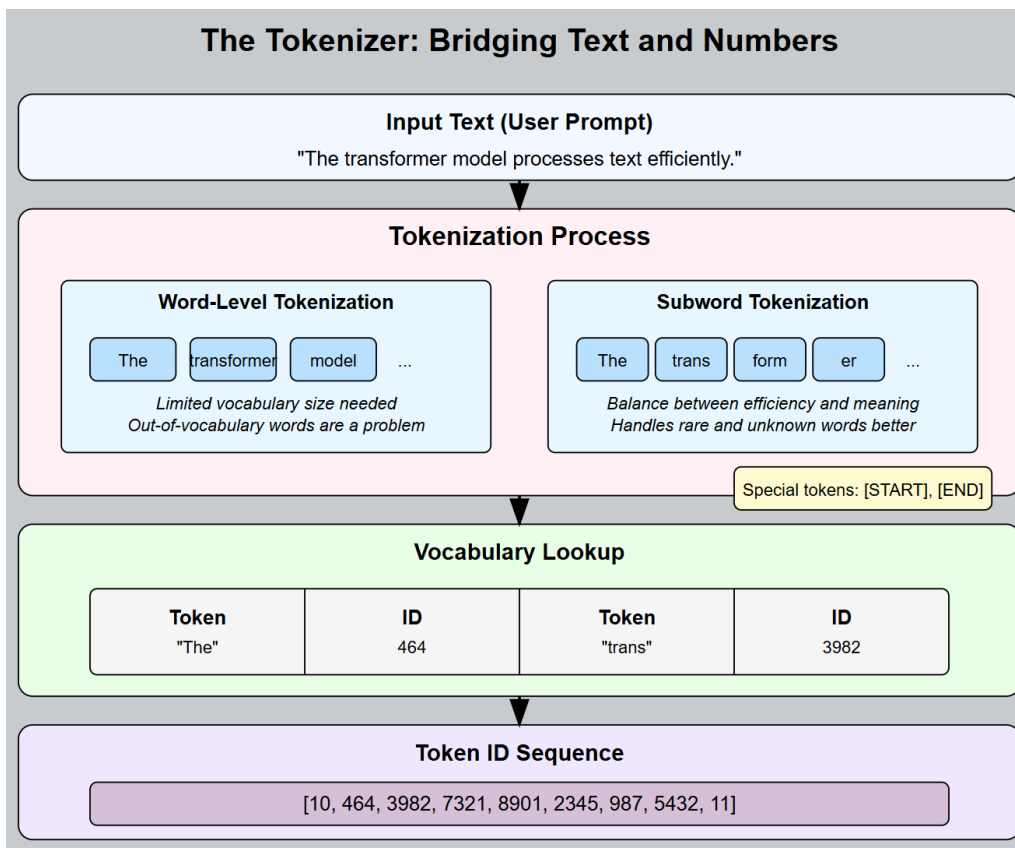 The Tokenizer: Bridging Text and Numbers
Input Text (User Prompt)
"The transformer model processes text efficiently."
Tokenization Process
Word-Level Tokenization
The transformer model ...
Limited vocabulary size needed
Out-of-vocabulary words are a problem
Subword Tokenization
The trans form er ...
Balance between efficiency and meaning
Handles rare and unknown words better
Special tokens: [START], [END]
Vocabulary Lookup
Token ID Token ID
"The" 464 "trans" 3982
Token ID Sequence
[10, 464, 3982, 7321, 8901, 2345, 987, 5432, 11]